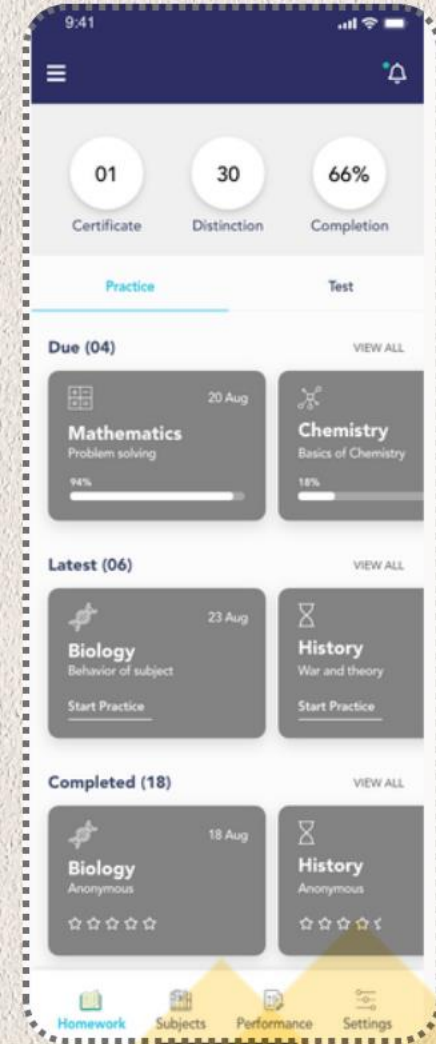 9:41
01 30 66%
Certificate Distinction Completion
Practice Test
Due (04) VIEW ALL
20 Aug
Mathematics Chemistry
Problem solving Basics of Chemistry
94% 18%
Latest (06) VIEW ALL
23 Aug
Biology History
Behavior of subject War and theory
Start Practice Start Practice
Completed (18) VIEW ALL
18 Aug
Biology History
Anonymous Anonymous
Homework Subjects Performance Settings